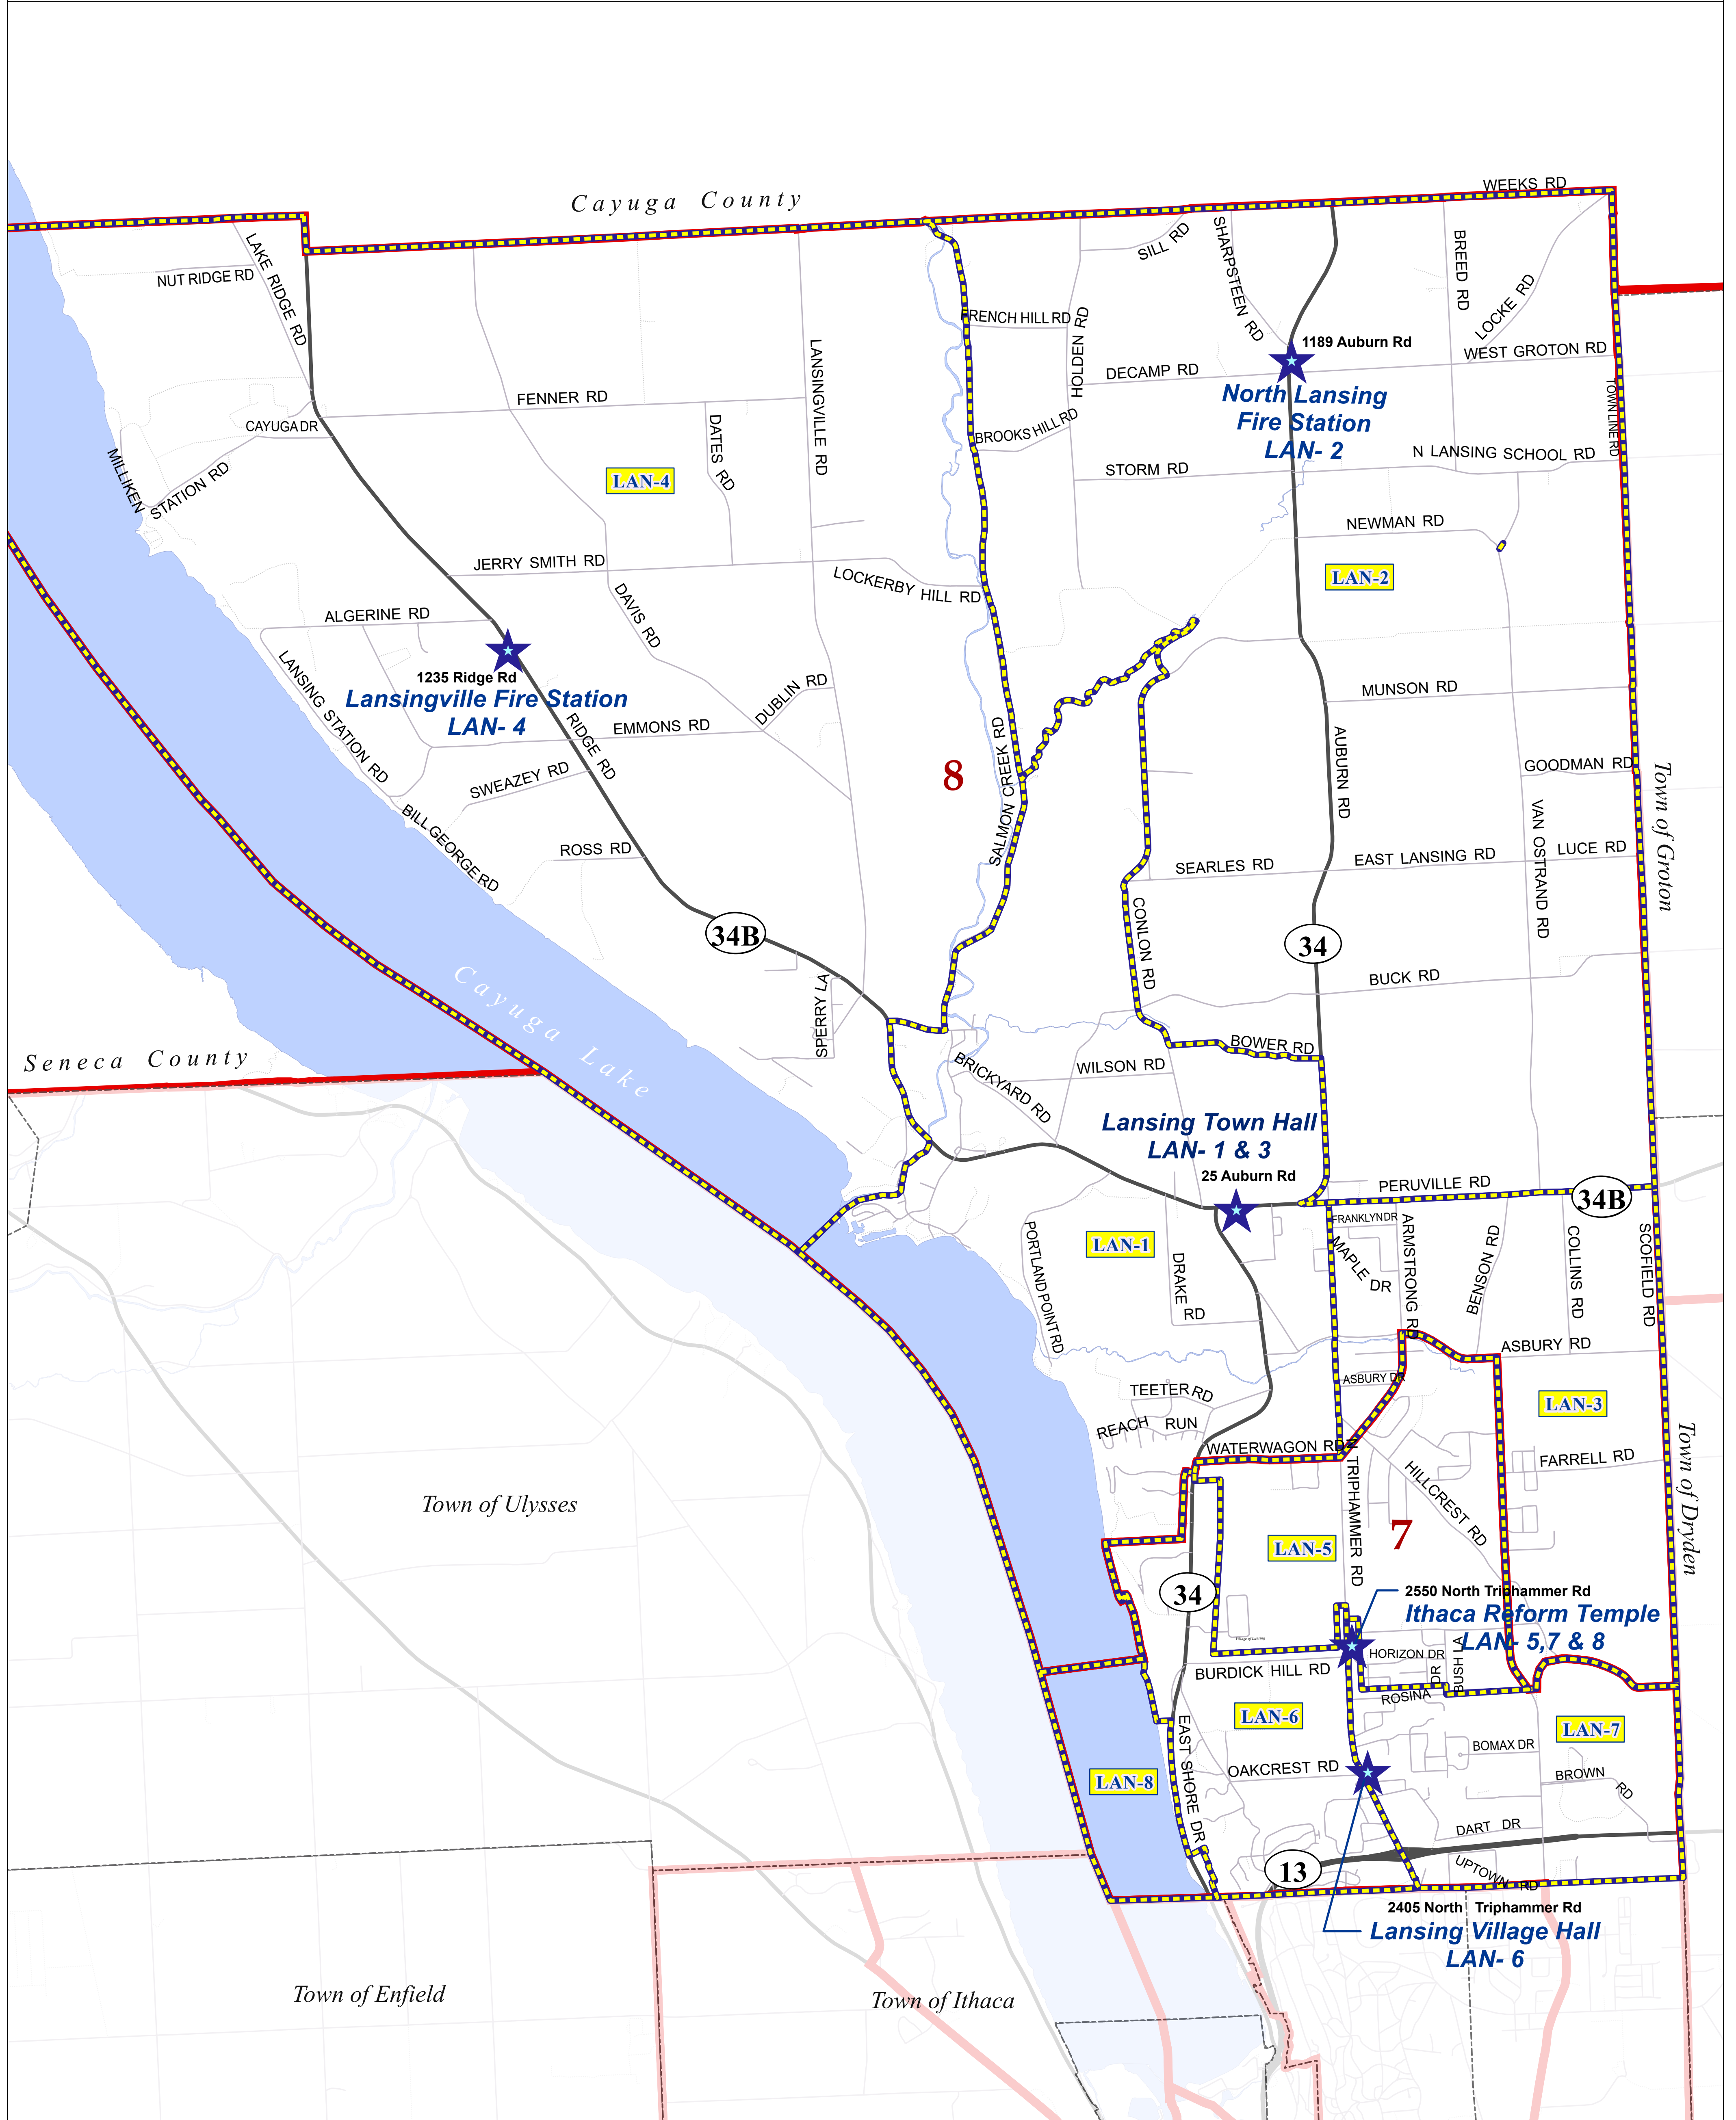 Cayuga County
WEEKS RD
NUT RIDGE RD
LAKE RIDGE RD
SILL RD
SHARPSTEEN RD
BREED RD
LOCKE RD
FRENCH HILL RD
HOLDEN RD
1189 Auburn Rd
WEST GROTON RD
DECAMP RD
North Lansing
Fire Station
LAN- 2
LANSINGVILLE RD
FENNER RD
CAYUGA DR
DATES RD
BROOKS HILL RD
TOWNLINE RD
N LANSING SCHOOL RD
STORM RD
MILLIKEN
STATION RD
LAN-4
NEWMAN RD
JERRY SMITH RD
LOCKERBY HILL RD
LAN-2
ALGERINE RD
DAVIS RD
1235 Ridge Rd
Lansingville Fire Station
LAN- 4
LANSING STATION RD
DUBLIN RD
MUNSON RD
EMMONS RD
RIDGE RD
SALMON CREEK RD
AUBURN RD
8
GOODMAN RD
Town of Groton
SWEAZEY RD
BILL GEORGE RD
VAN OSTRAND RD
ROSS RD
SEARLES RD
EAST LANSING RD
LUCE RD
CONLON RD
34B
34
Cayuga Lake
BUCK RD
SPERRY LA
BOWER RD
Seneca County
BRICKYARD RD
WILSON RD
Lansing Town Hall
LAN- 1 & 3
25 Auburn Rd
PERUVILLE RD
34B
FRANKLYN DR
ARMSTRONG RD
LAN-1
PORTLAND POINT RD
MAPLE DR
BENSON RD
COLLINS RD
SCOFIELD RD
DRAKE
RD
ASBURY RD
ASBURY DR
TEETER RD
LAN-3
REACH RUN
WATERWAGON RD
N TRIPHAMMER RD
FARRELL RD
HILLCREST RD
Town of Dryden
Town of Ulysses
LAN-5
7
34
2550 North Triphammer Rd
Ithaca Reform Temple
LAN- 5,7 & 8
Village of Lansing
HORIZON DR
BUSH LA
DR
BURDICK HILL RD
ROSINA
LAN-6
LAN-7
EAST SHORE DR
BOMAX DR
LAN-8
OAKCREST RD
BROWN
RD
DART DR
13
UPTOWN RD
2405 North Triphammer Rd
Lansing Village Hall
LAN- 6
Town of Enfield
Town of Ithaca